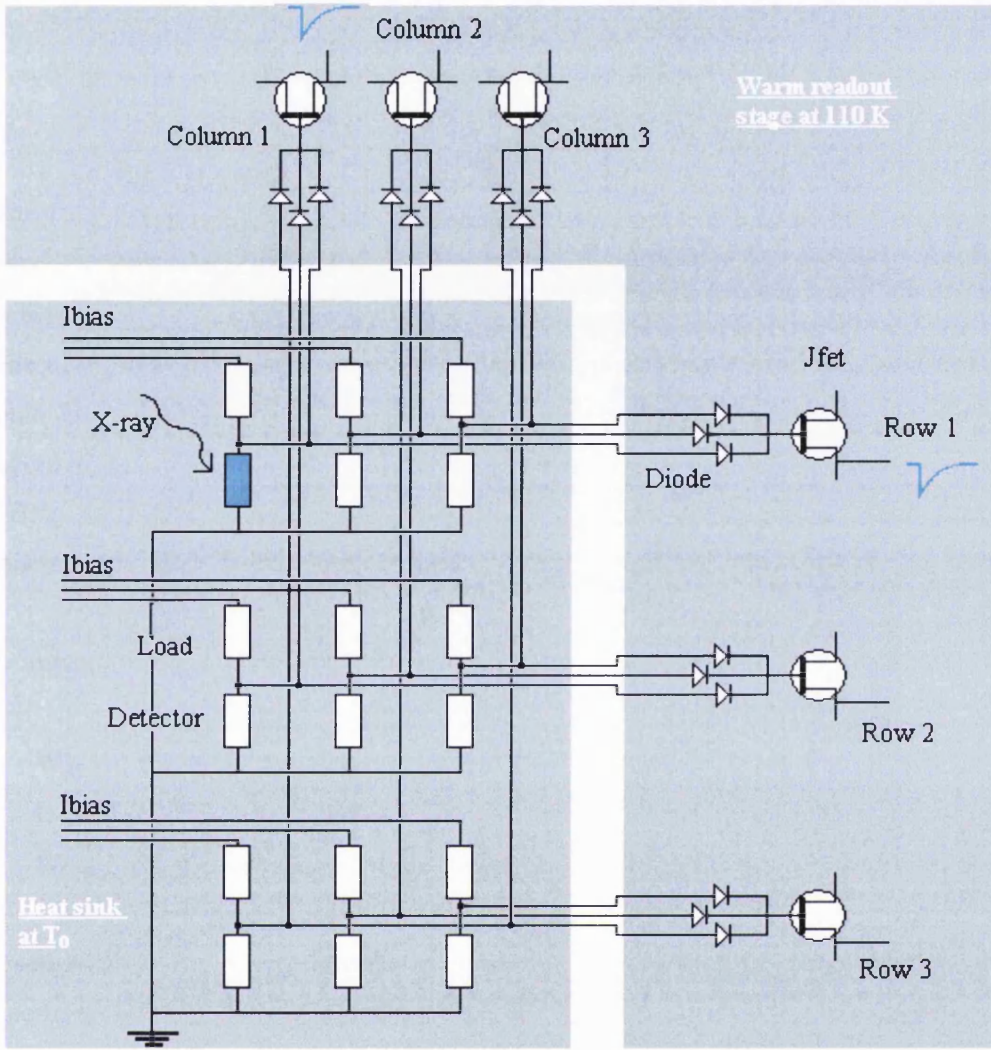 Column 2
Warm readout
stage at 110 K
Column 1
Column 3
Ibias
Jfet
X-ray
Row 1
Diode
Ibias
Load
Detector
Row 2
Ibias
Heat sink
at T0
Row 3